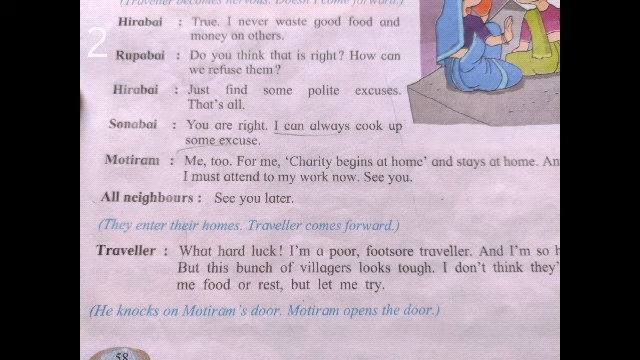 (Traveller becomes nervous. Doesn't come forward.)
2
Hirabai : True. I never waste good food and
money on others.
Rupabai : Do you think that is right? How can
we refuse them?
Hirabai : Just find some polite excuses.
That's all.
Sonabai : You are right. I can always cook up
some excuse.
Motiram : Me, too. For me, 'Charity begins at home' and stays at home. An
I must attend to my work now. See you.
All neighbours : See you later.
(They enter their homes. Traveller comes forward.)
Traveller : What hard luck! I'm a poor, footsore traveller. And I'm so h
But this bunch of villagers looks tough. I don't think they'
me food or rest, but let me try.
(He knocks on Motiram's door. Motiram opens the door.)
58